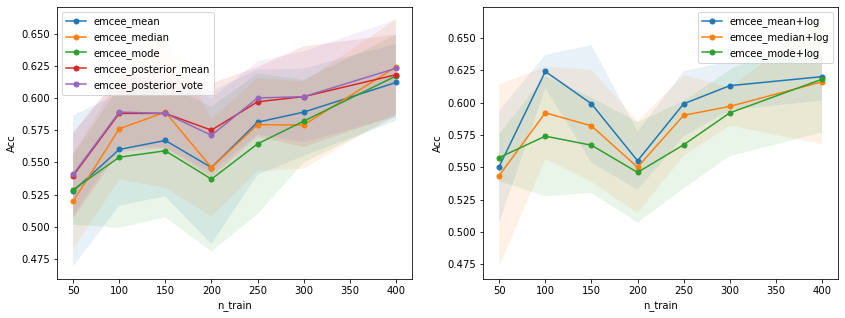 emcee_mean
emcee_median
emcee_mode
emcee_posterior_mean
emcee_posterior_vote
0.650
0.625
0.600
0.575
0.550
0.525
0.500
0.475
Acc
50 100 150 200 250 300 350 400
n_train
emcee_mean+log
emcee_median+log
emcee_mode+log
0.650
0.625
0.600
0.575
0.550
0.525
0.500
0.475
Acc
50 100 150 200 250 300 350 400
n_train